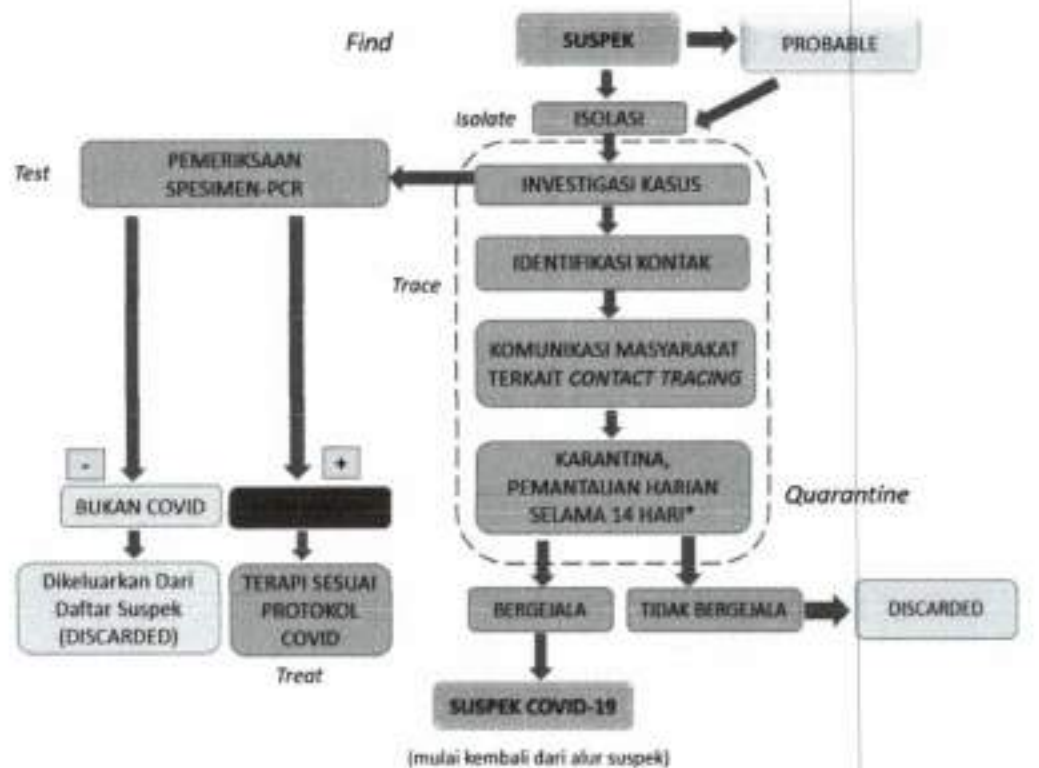 Find
SUSPEK
PROBABLE
Isolate
ISOLASI
Test
PEMERIKSAAN
SPESIMEN-PCR
INVESTIGASI KASUS
IDENTIFIKASI KONTAK
Trace
KOMUNIKASI MASYARAKAT
TERKAIT CONTACT TRACING
-
+
KARANTINA,
PEMANTAUAN HARIAN
SELAMA 14 HARI*
Quarantine
BUKAN COVID
Dikeluarkan Dari
Daftar Suspek
(DISCARDED)
TERAPI SESUAI
PROTOKOL
COVID
Treat
BERGEJALA
TIDAK BERGEJALA
DISCARDED
SUSPEK COVID-19
(mulai kembali dari alur suspek)